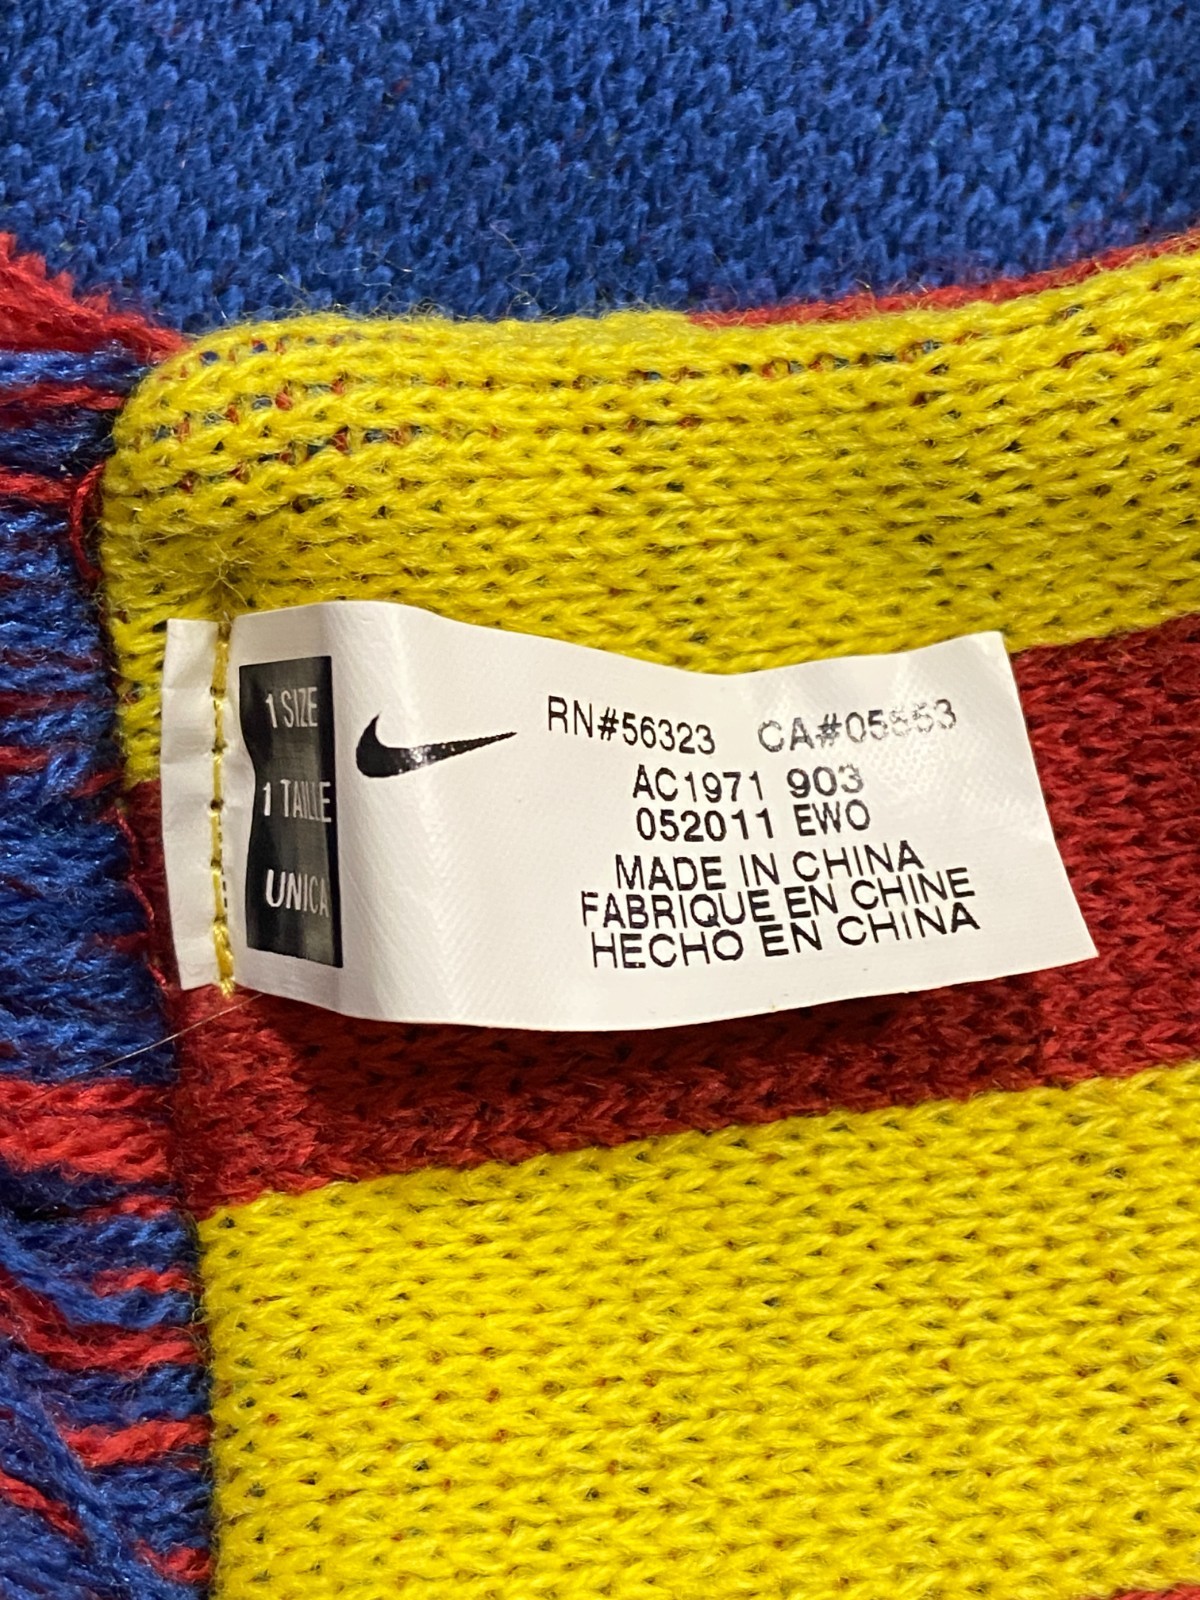 1 SIZE
1 TAILLE
UNICA
RN#56323 CA#05553
AC1971 903
052011 EWO
MADE IN CHINA
FABRIQUE EN CHINE
HECHO EN CHINA